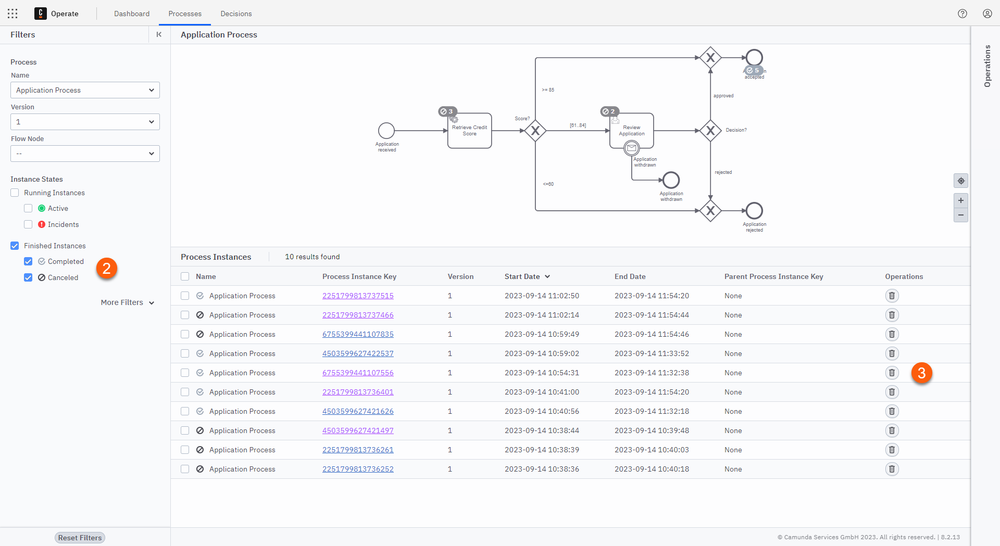 C Operate Dashboard Processes Decisions
Filters
Application Process
Process
Name
Application Process
Version
1
Flow Node
--
Instance States
Running Instances
Active
Incidents
Finished Instances
Completed
Canceled
2
More Filters
Reset Filters
Application
received
3
Retrieve Credit
Score
Score?
>= 85
[61..84]
<=60
2
Review
Application
Application
withdrawn
Application
withdrawn
approved
Decision?
rejected
5
accepted
Application
rejected
+
−
Operations
Process Instances 10 results found
Name Process Instance Key Version Start Date End Date Parent Process Instance Key Operations
Application Process 2251799813737515 1 2023-09-14 11:02:50 2023-09-14 11:54:20 None
Application Process 2251799813737466 1 2023-09-14 11:02:14 2023-09-14 11:54:44 None
Application Process 6755399441107835 1 2023-09-14 10:59:49 2023-09-14 11:54:46 None
Application Process 4503599627422537 1 2023-09-14 10:59:02 2023-09-14 11:33:52 None
Application Process 6755399441107556 1 2023-09-14 10:54:31 2023-09-14 11:32:38 None
3
Application Process 2251799813736401 1 2023-09-14 10:41:00 2023-09-14 11:54:20 None
Application Process 4503599627421626 1 2023-09-14 10:40:56 2023-09-14 11:32:18 None
Application Process 4503599627421497 1 2023-09-14 10:38:44 2023-09-14 10:39:48 None
Application Process 2251799813736261 1 2023-09-14 10:38:39 2023-09-14 10:40:03 None
Application Process 2251799813736252 1 2023-09-14 10:38:36 2023-09-14 10:40:18 None
© Camunda Services GmbH 2023. All rights reserved. | 8.2.13